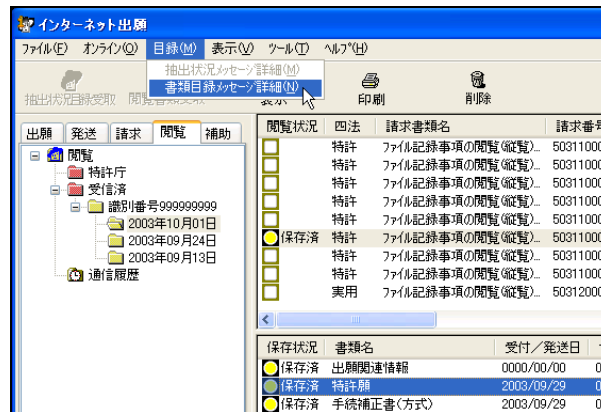 インターネット出願
ファイル(F) オンライン(O) 目録(M) 表示(V) ツール(T) ヘルプ(H)
抽出状況メッセージ詳細(M)
書類目録メッセージ詳細(N)
抽出状況目録受取 閲覧書類受取 表示 印刷 削除
出願 発送 請求 閲覧 補助
閲覧
特許庁
受信済
識別番号999999999
2003年10月01日
2003年09月24日
2003年09月13日
通信履歴
閲覧状況 四法 請求書類名 請求番号
特許 ファイル記録事項の閲覧(縦覧)... 50311000
特許 ファイル記録事項の閲覧(縦覧)... 50311000
特許 ファイル記録事項の閲覧(縦覧)... 50311000
特許 ファイル記録事項の閲覧(縦覧)... 50311000
特許 ファイル記録事項の閲覧(縦覧)... 50311000
保存済 特許 ファイル記録事項の閲覧(縦覧)... 50311000
特許 ファイル記録事項の閲覧(縦覧)... 50311000
特許 ファイル記録事項の閲覧(縦覧)... 50311000
実用 ファイル記録事項の閲覧(縦覧)... 50312000
保存状況 書類名 受付/発送日
保存済 出願関連情報 0000/00/00 0
保存済 特許願 2003/09/29 0
保存済 手続補正書(方式) 2003/09/29 0